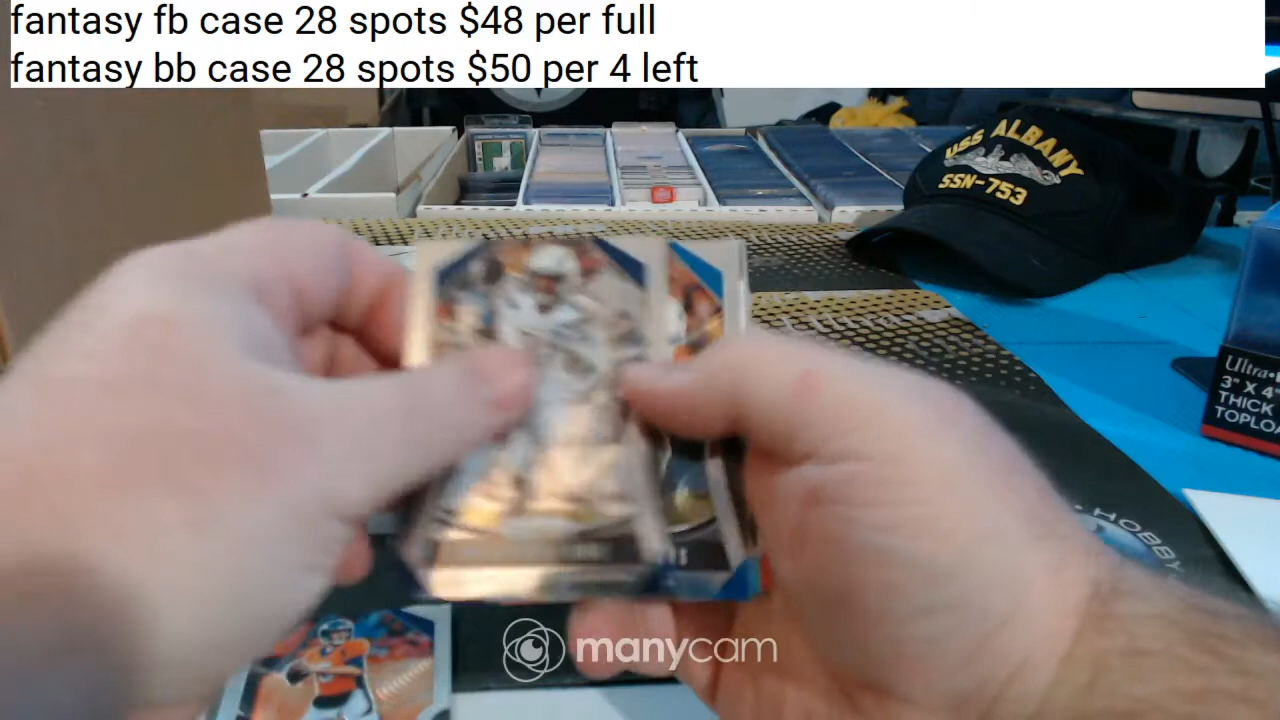 fantasy fb case 28 spots $48 per full
fantasy bb case 28 spots $50 per 4 left
USS ALBANY
SSN-753
Ultra
3" X 4"
THICK
HOBBY
manycam